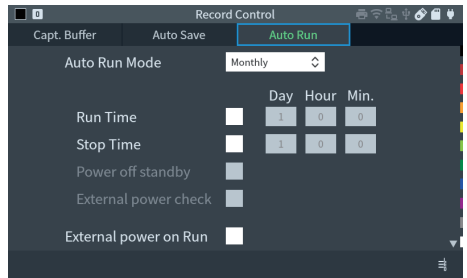 0 Record Control
Capt. Buffer Auto Save Auto Run
Auto Run Mode Monthly
Day Hour Min.
Run Time 1 0 0
Stop Time 1 0 0
Power off standby
External power check
External power on Run